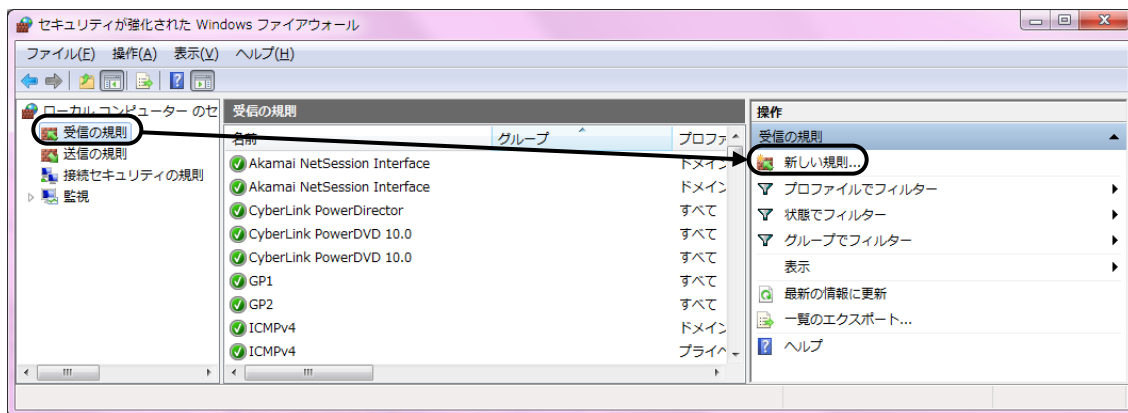 セキュリティが強化された Windows ファイアウォール
ファイル(F) 操作(A) 表示(V) ヘルプ(H)
ローカル コンピューター のセ
受信の規則
送信の規則
接続セキュリティの規則
監視
受信の規則
名前 グループ プロファ
Akamai NetSession Interface ドメイン
Akamai NetSession Interface ドメイン
CyberLink PowerDirector すべて
CyberLink PowerDVD 10.0 すべて
CyberLink PowerDVD 10.0 すべて
GP1 すべて
GP2 すべて
ICMPv4 ドメイン
ICMPv4 プライベ
操作
受信の規則
新しい規則...
プロファイルでフィルター
状態でフィルター
グループでフィルター
表示
最新の情報に更新
一覧のエクスポート...
ヘルプ